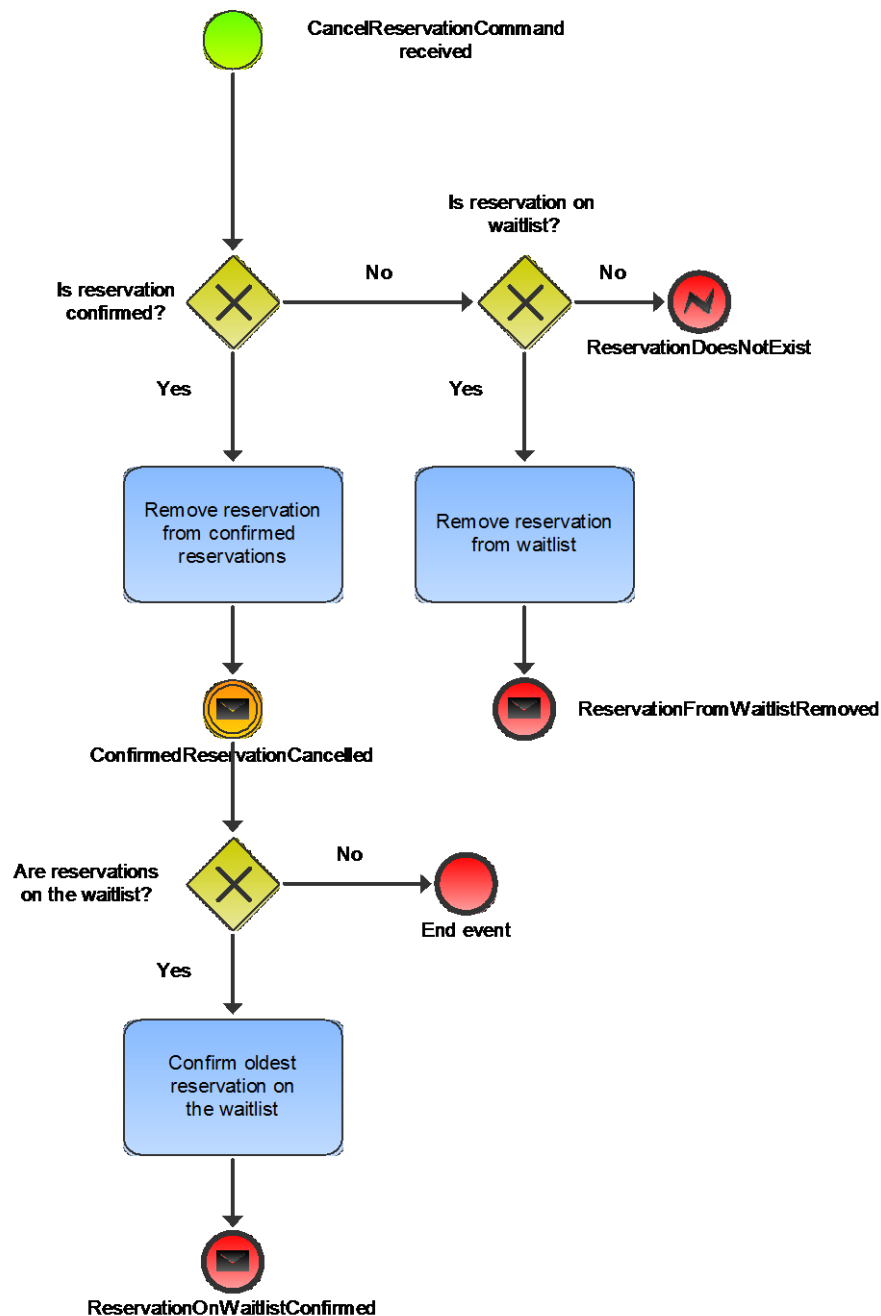 CancelReservationCommand
received
Is reservation on
waitlist?
No
No
Is reservation
confirmed?
ReservationDoesNotExist
Yes
Yes
Remove reservation
from confirmed
reservations
Remove reservation
from waitlist
ReservationFromWaitlistRemoved
ConfirmedReservationCancelled
Are reservations
on the waitlist?
No
End event
Yes
Confirm oldest
reservation on
the waitlist
ReservationOnWaitlistConfirmed